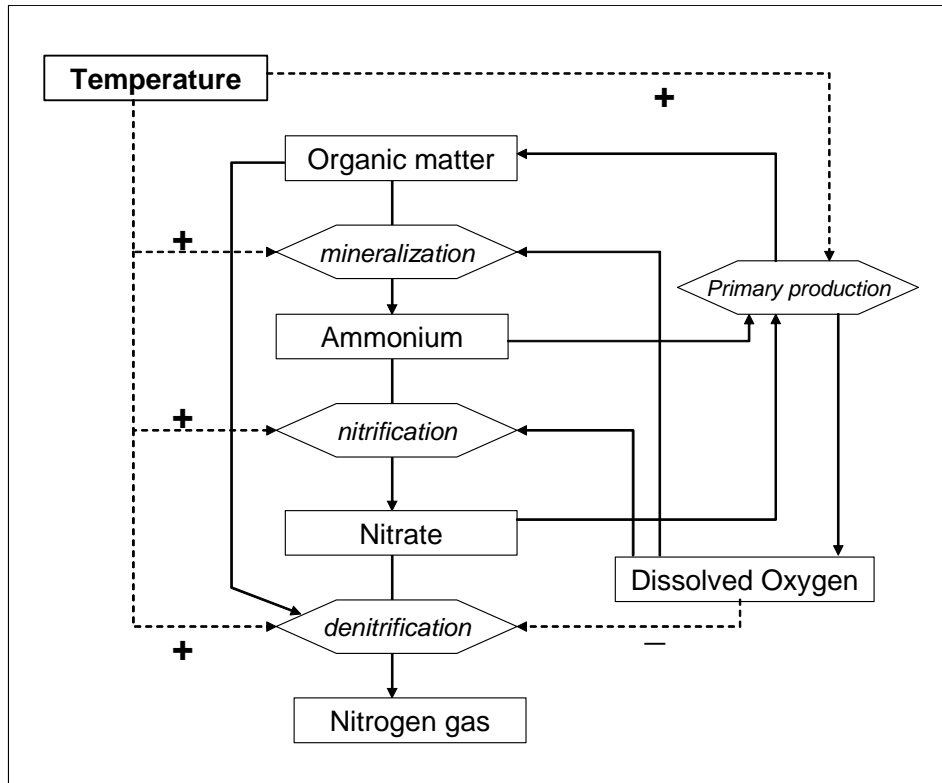 Temperature
+
Organic matter
+
mineralization
Primary production
Ammonium
+
nitrification
Nitrate
Dissolved Oxygen
denitrification
+
–
Nitrogen gas